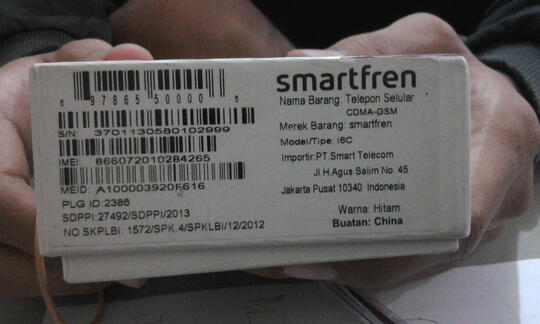 8 97865 50000 6
S/N: 3701130580102999
IMEI: 866072010284265
MEID: A100003920F616
PLG ID:2386
SDPPI:27492/SDPPI/2013
NO SKPLBI: 1572/SPK.4/SPKLBI/12/2012
smartfren
Nama Barang: Telepon Selular
CDMA-GSM
Merek Barang: smartfren
Model/Tipe: i6C
Importir:PT.Smart Telecom
Jl.H.Agus Salim No. 45
Jakarta Pusat 10340 Indonesia
Warna: Hitam
Buatan: China